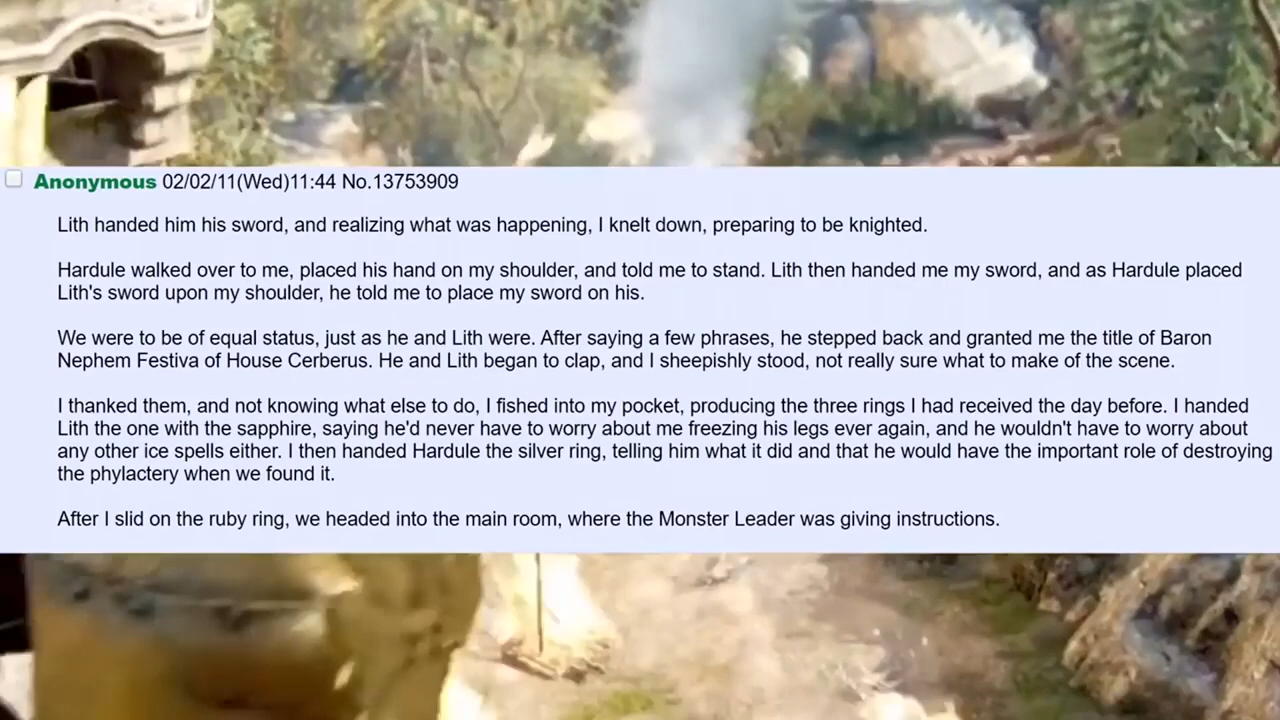 Anonymous 02/02/11(Wed)11:44 No.13753909
Lith handed him his sword, and realizing what was happening, I knelt down, preparing to be knighted.
Hardule walked over to me, placed his hand on my shoulder, and told me to stand. Lith then handed me my sword, and as Hardule placed
Lith's sword upon my shoulder, he told me to place my sword on his.
We were to be of equal status, just as he and Lith were. After saying a few phrases, he stepped back and granted me the title of Baron
Nephem Festiva of House Cerberus. He and Lith began to clap, and I sheepishly stood, not really sure what to make of the scene.
I thanked them, and not knowing what else to do, I fished into my pocket, producing the three rings I had received the day before. I handed
Lith the one with the sapphire, saying he'd never have to worry about me freezing his legs ever again, and he wouldn't have to worry about
any other ice spells either. I then handed Hardule the silver ring, telling him what it did and that he would have the important role of destroying
the phylactery when we found it.
After I slid on the ruby ring, we headed into the main room, where the Monster Leader was giving instructions.